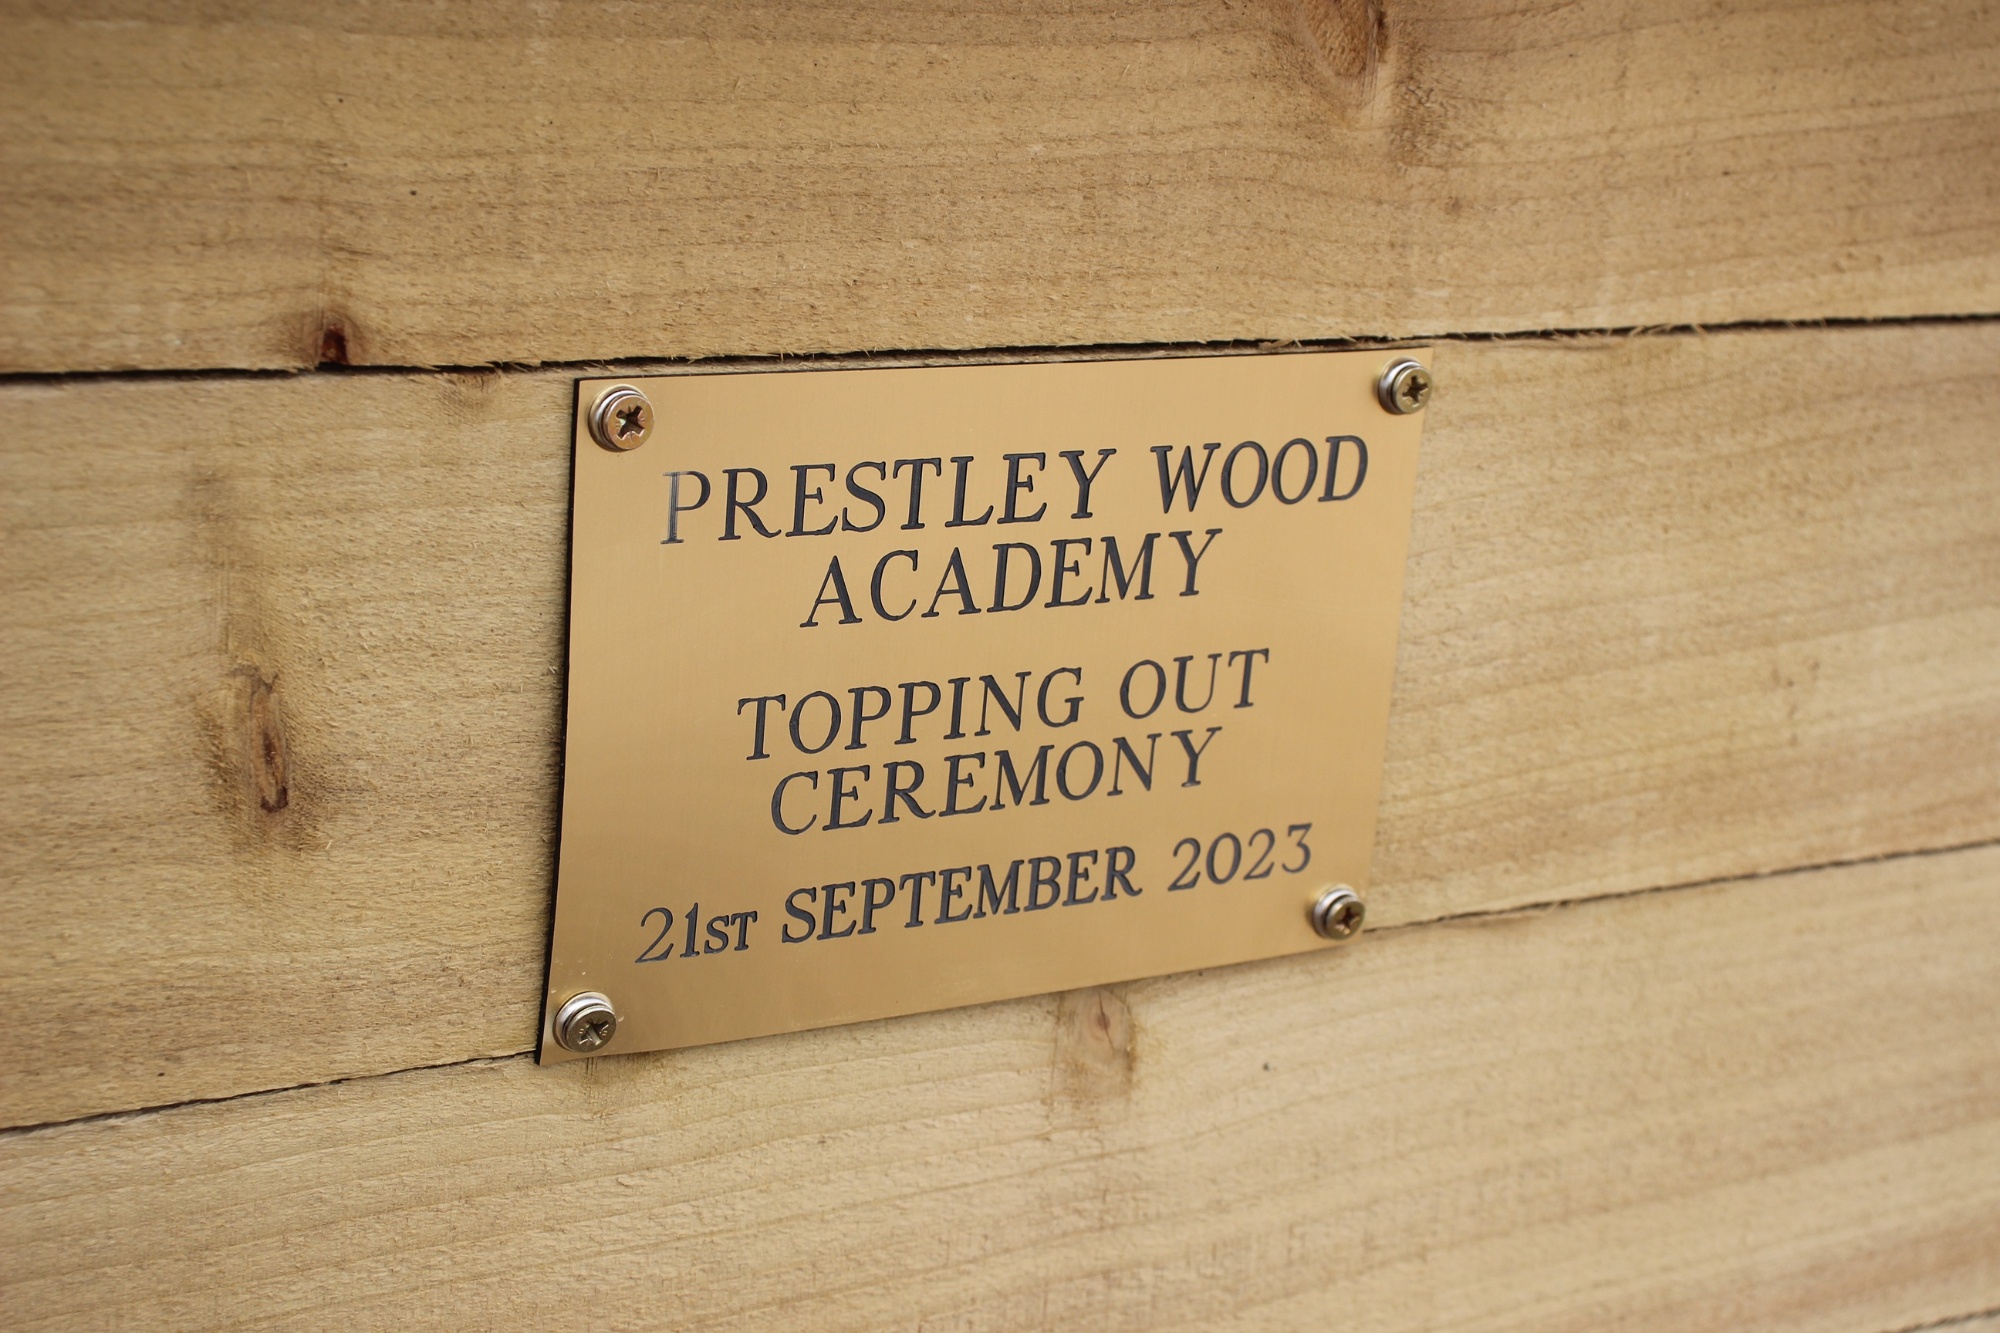 PRESTLEY WOOD
ACADEMY
TOPPING OUT
CEREMONY
21ST SEPTEMBER 2023